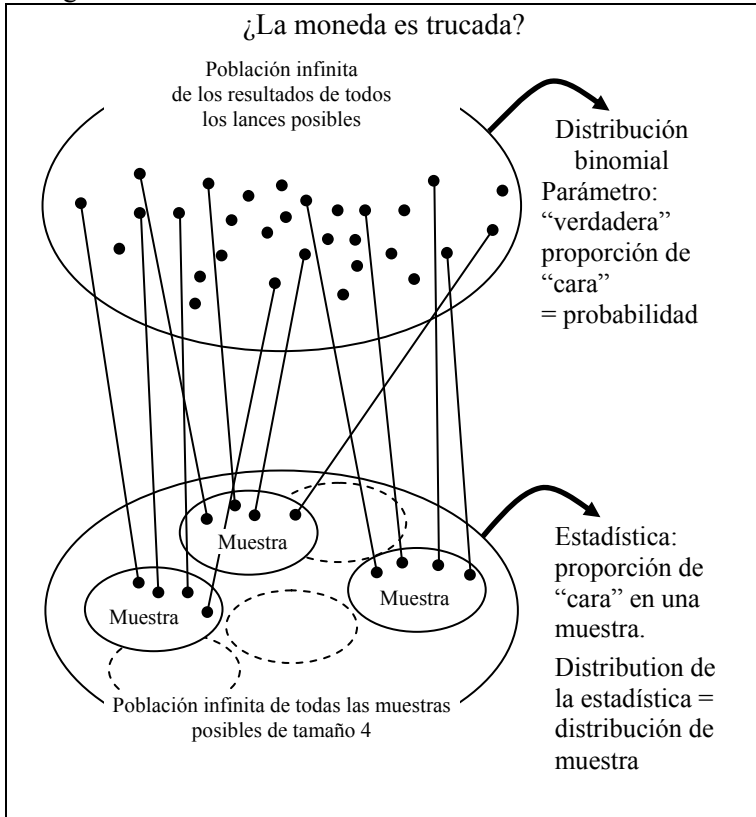 ¿La moneda es trucada?
Población infinita
de los resultados de todos
los lances posibles
Distribución
binomial
Parámetro:
“verdadera”
proporción de
“cara”
= probabilidad
Muestra
Muestra
Muestra
Estadística:
proporción de
“cara” en una
muestra.
Distribution de
la estadística =
distribución de
muestra
Población infinita de todas las muestras
posibles de tamaño 4